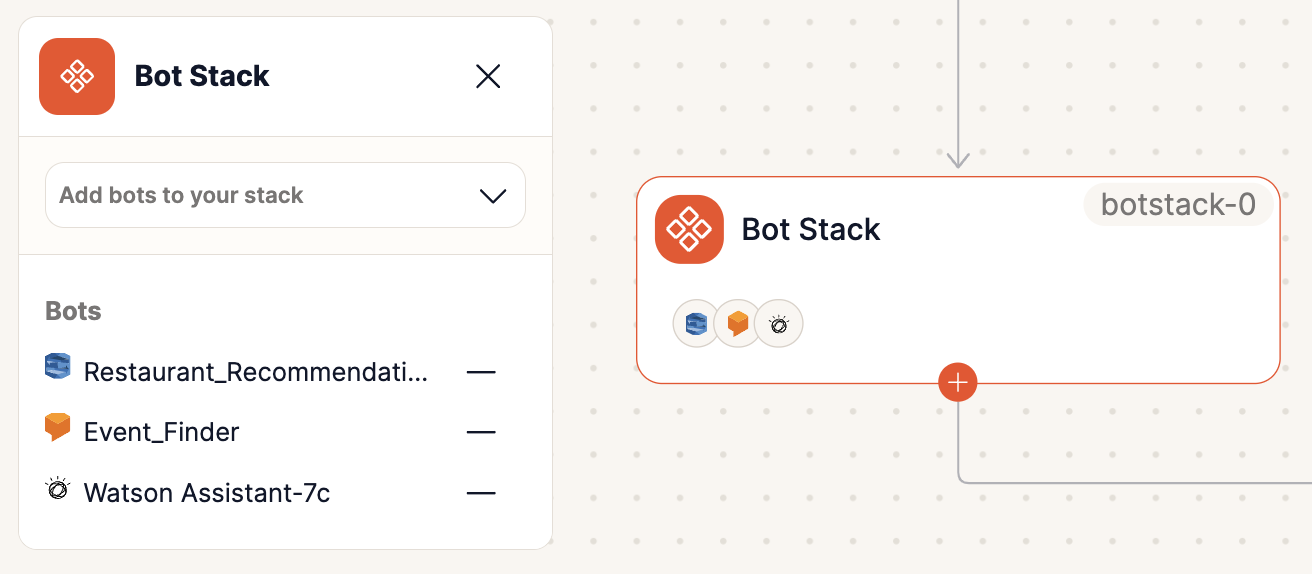 Bot Stack
Add bots to your stack
Bots
Restaurant_Recommendati...
Event_Finder
Watson Assistant-7c
botstack-0
Bot Stack